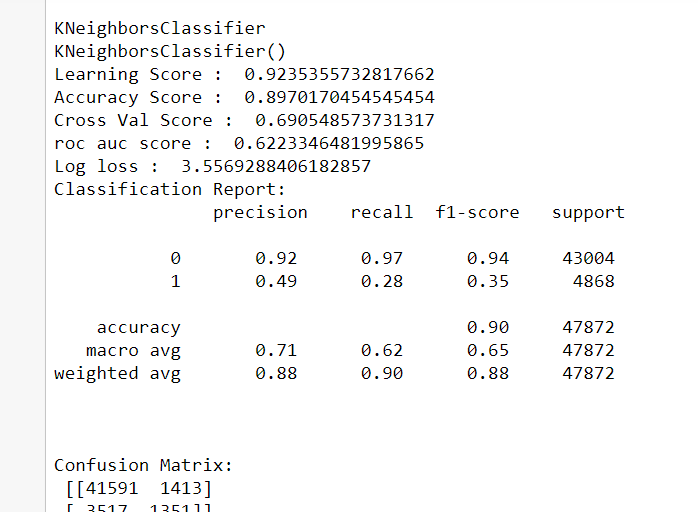 KNeighborsClassifier
KNeighborsClassifier()
Learning Score :  0.9235355732817662
Accuracy Score :  0.8970170454545454
Cross Val Score :  0.690548573731317
roc auc score :  0.6223346481995865
Log loss :  3.5569288406182857
Classification Report:
               precision    recall  f1-score   support
           0       0.92      0.97      0.94     43004
           1       0.49      0.28      0.35      4868
    accuracy                           0.90     47872
   macro avg       0.71      0.62      0.65     47872
weighted avg       0.88      0.90      0.88     47872
Confusion Matrix:
 [[41591  1413]
 [ 3517  1351]]